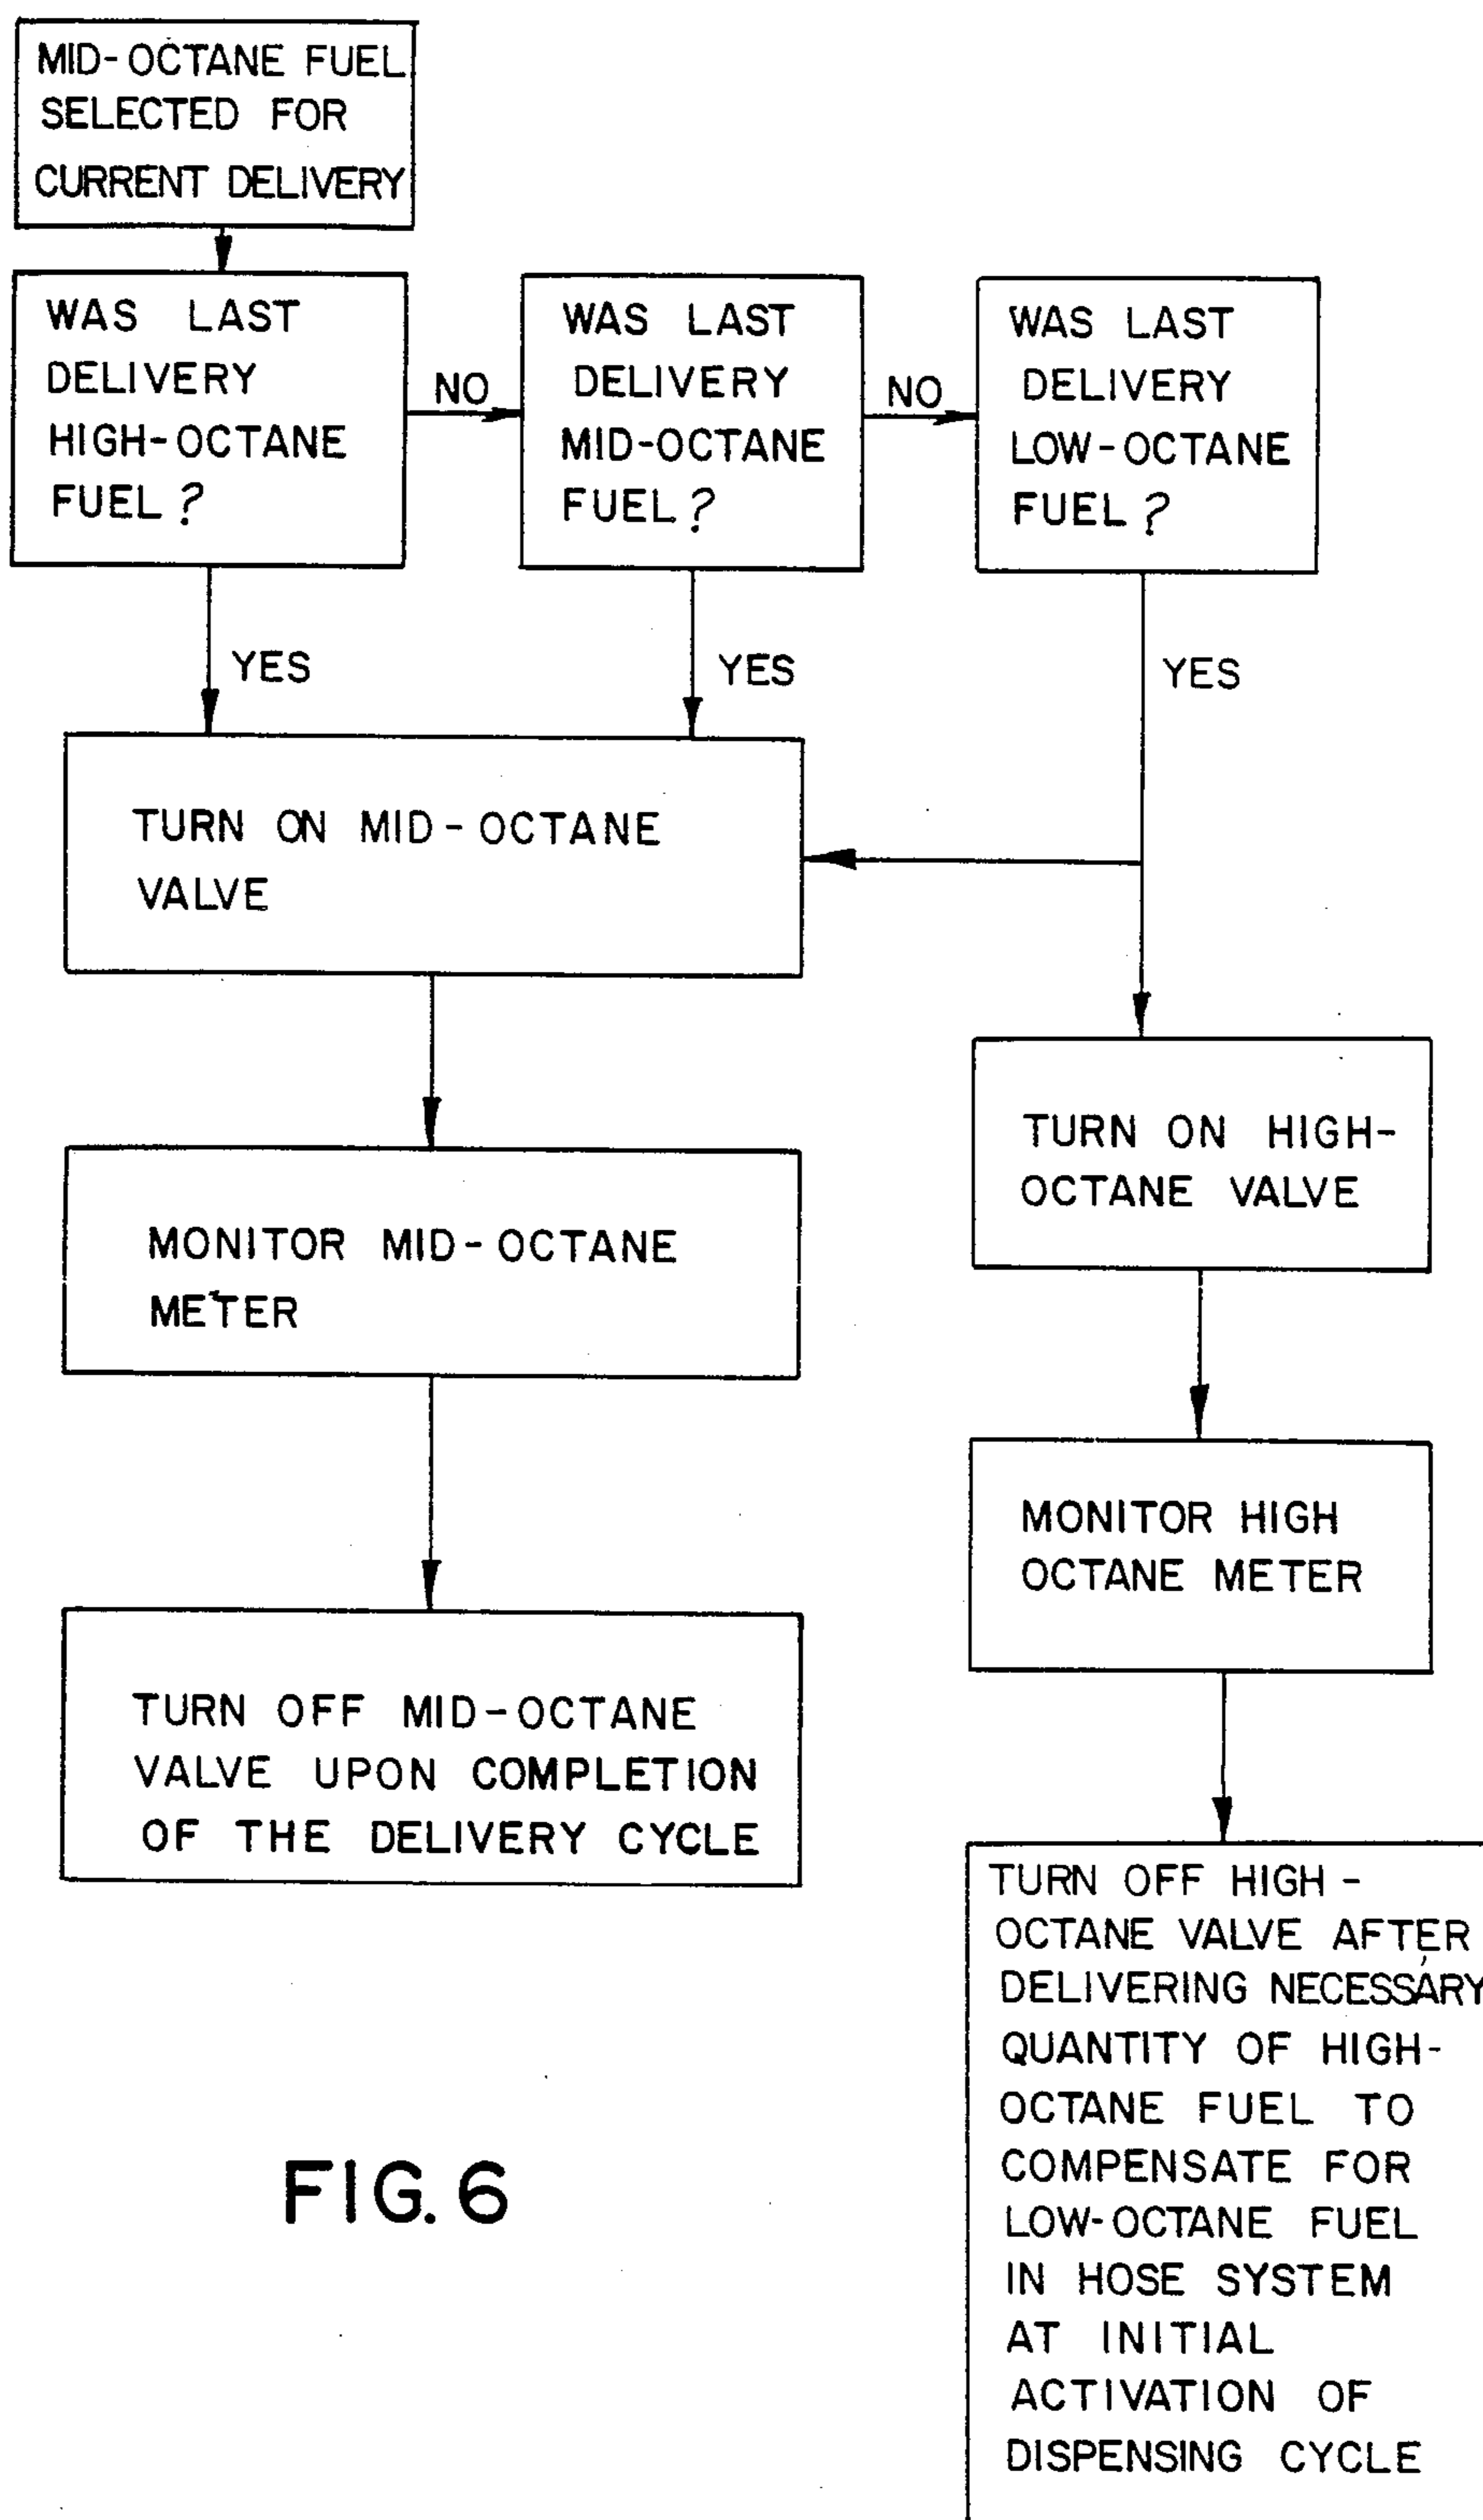 MID-OCTANE FUEL
SELECTED FOR
CURRENT DELIVERY
WAS LAST
DELIVERY
HIGH-OCTANE
FUEL?
NO
WAS LAST
DELIVERY
MID-OCTANE
FUEL?
NO
WAS LAST
DELIVERY
LOW-OCTANE
FUEL?
YES
YES
YES
TURN ON MID-OCTANE
VALVE
MONITOR MID-OCTANE
METER
TURN OFF MID-OCTANE
VALVE UPON COMPLETION
OF THE DELIVERY CYCLE
TURN ON HIGH-
OCTANE VALVE
MONITOR HIGH
OCTANE METER
TURN OFF HIGH-
OCTANE VALVE AFTER
DELIVERING NECESSARY
QUANTITY OF HIGH-
OCTANE FUEL TO
COMPENSATE FOR
LOW-OCTANE FUEL
IN HOSE SYSTEM
AT INITIAL
ACTIVATION OF
DISPENSING CYCLE
FIG. 6